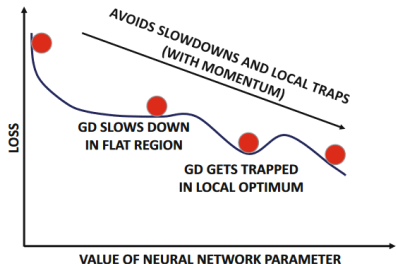 AVOIDS SLOWDOWNS AND LOCAL TRAPS
(WITH MOMENTUM)
GD SLOWS DOWN
IN FLAT REGION
GD GETS TRAPPED
IN LOCAL OPTIMUM
LOSS
VALUE OF NEURAL NETWORK PARAMETER